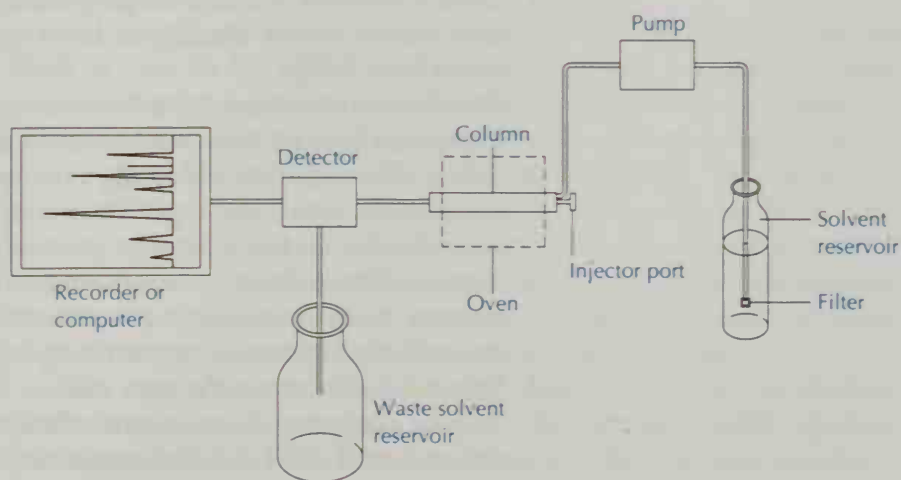 Pump
Column
Detector
Solvent
reservoir
Injector port
Recorder or
computer
Oven
Filter
Waste solvent
reservoir